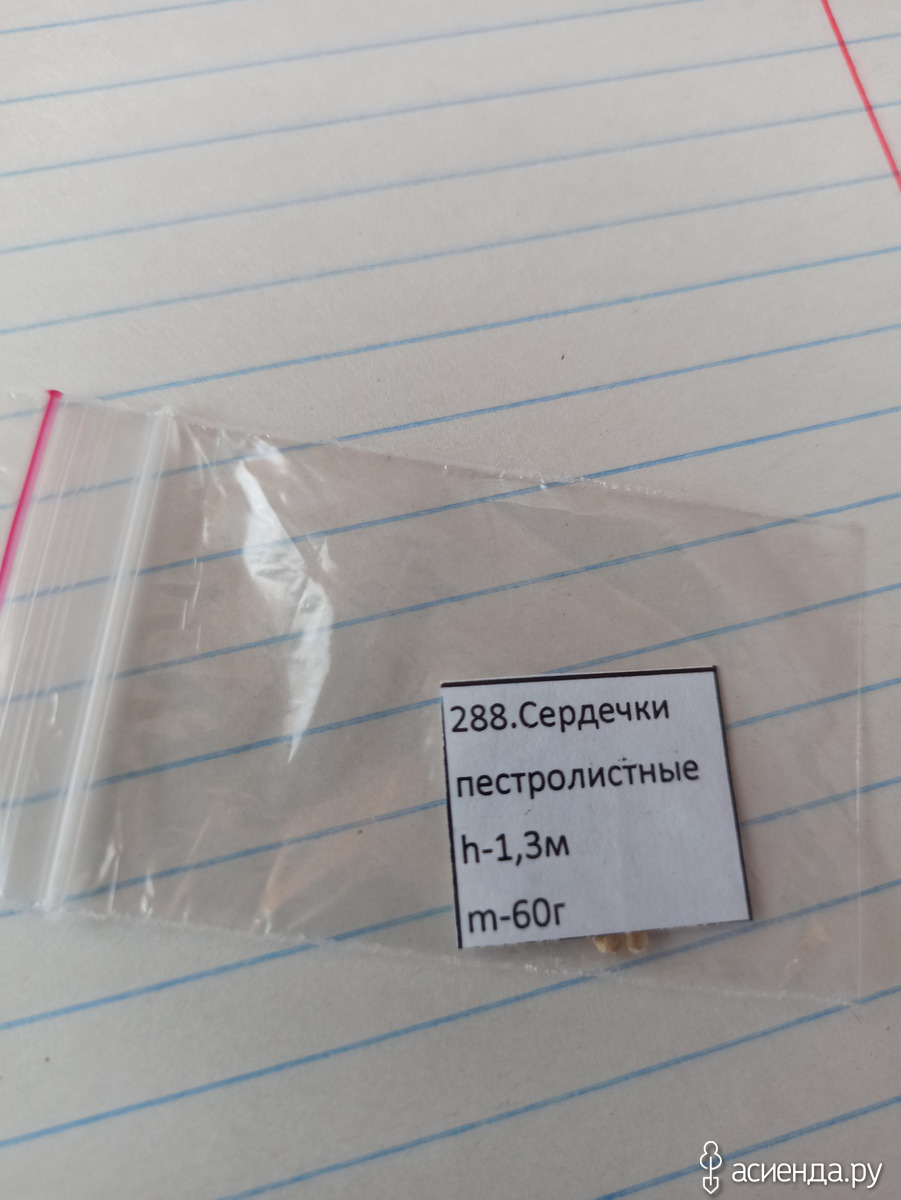 288.Сердечки
пестролистные
h-1,3м
m-60г
асиенда.ру